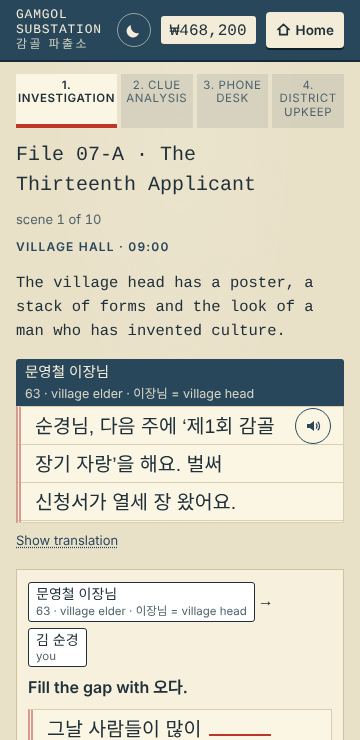 GAMGOL
SUBSTATION
감골 파출소
₩468,200
Home
1.
INVESTIGATION
2. CLUE
ANALYSIS
3. PHONE
DESK
4.
DISTRICT
UPKEEP
File 07-A · The
Thirteenth Applicant
scene 1 of 10
VILLAGE HALL · 09:00
The village head has a poster, a
stack of forms and the look of a
man who has invented culture.
문영철 이장님
63 · village elder · 이장님 = village head
순경님, 다음 주에 ‘제1회 감골
장기 자랑’을 해요. 벌써
신청서가 열세 장 왔어요.
Show translation
문영철 이장님
63 · village elder · 이장님 = village head
→
김 순경
you
Fill the gap with 오다.
그날 사람들이 많이